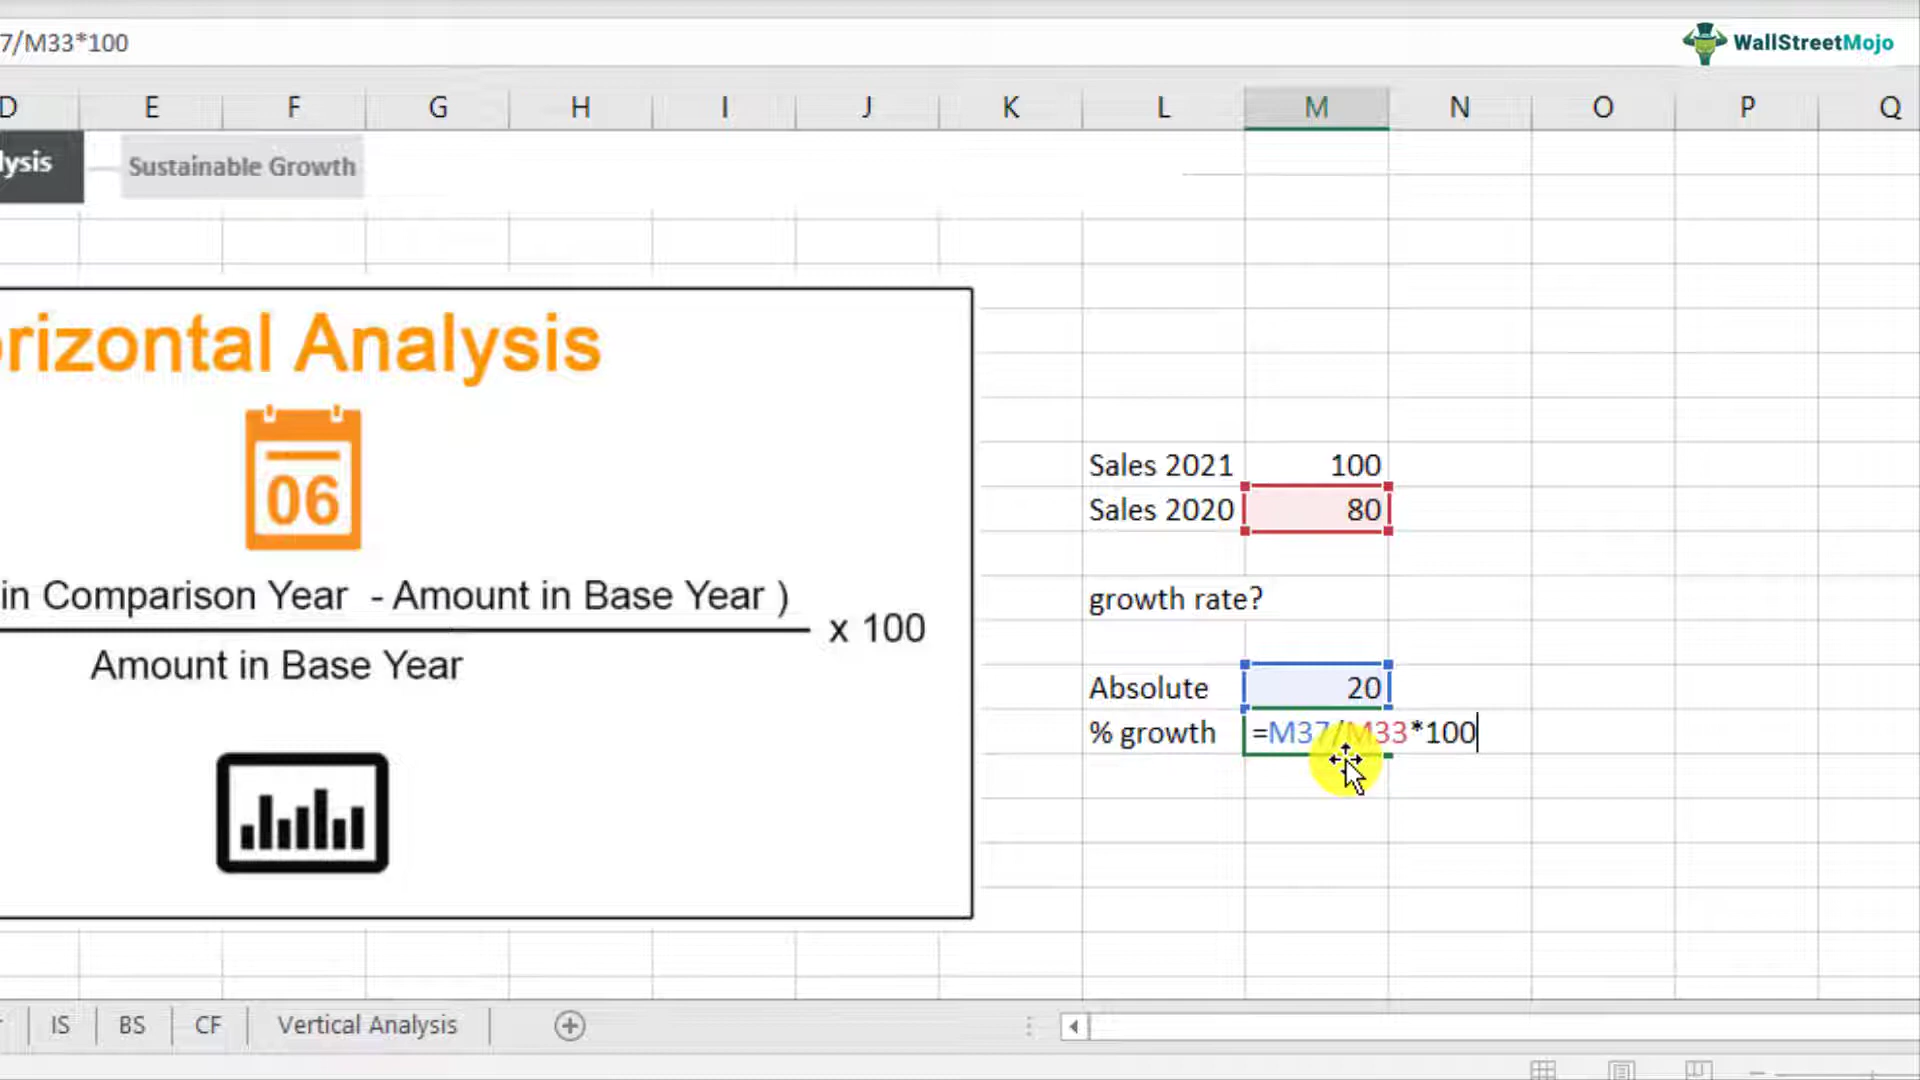 7/M33*100
WallStreetMojo
D E F G H I J K L M N O P Q
lysis
Sustainable Growth
orizontal Analysis
06
in Comparison Year - Amount in Base Year )
x 100
Amount in Base Year
Sales 2021 100
Sales 2020 80
growth rate?
Absolute 20
% growth =M37/M33*100
IS BS CF Vertical Analysis